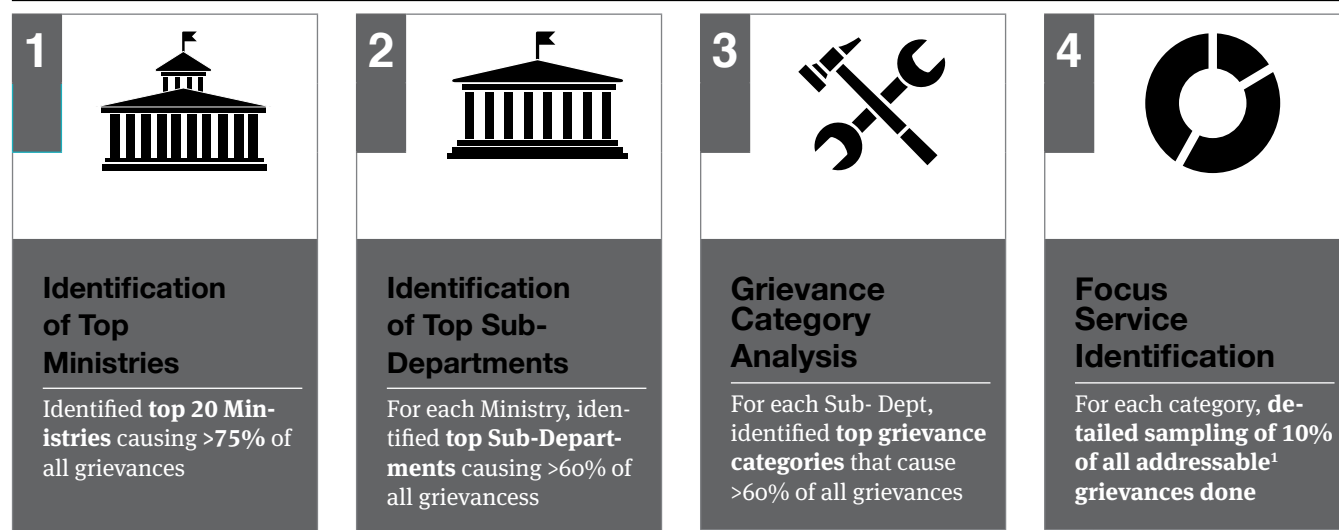 1
Identification
of Top
Ministries
Identified top 20 Min-
istries causing >75% of
all grievances
2
Identification
of Top Sub-
Departments
For each Ministry, iden-
tified top Sub-Depart-
ments causing >60% of
all grievancess
3
Grievance
Category
Analysis
For each Sub- Dept,
identified top grievance
categories that cause
>60% of all grievances
4
Focus
Service
Identification
For each category, de-
tailed sampling of 10%
of all addressable¹
grievances done